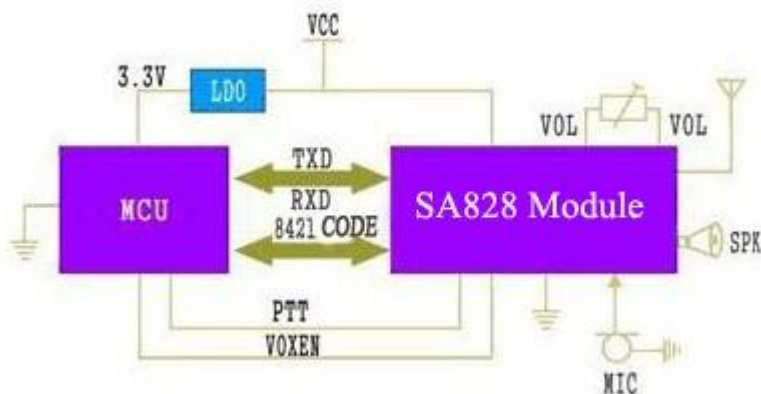 VCC
3.3V
LDO
VOL
VOL
TXD
MCU
RXD
8421 CODE
SA828 Module
SPK
PTT
VOXEN
MIC